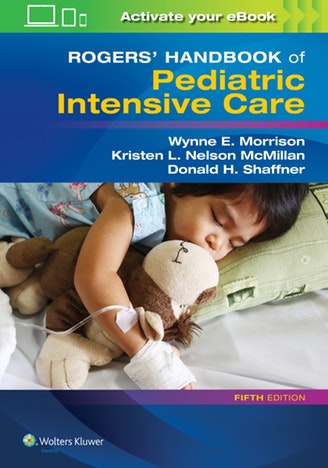 Activate your eBook
ROGERS' HANDBOOK of
Pediatric
Intensive Care
Wynne E. Morrison
Kristen L. Nelson McMillan
Donald H. Shaffner
FIFTH EDITION
Wolters Kluwer
Health